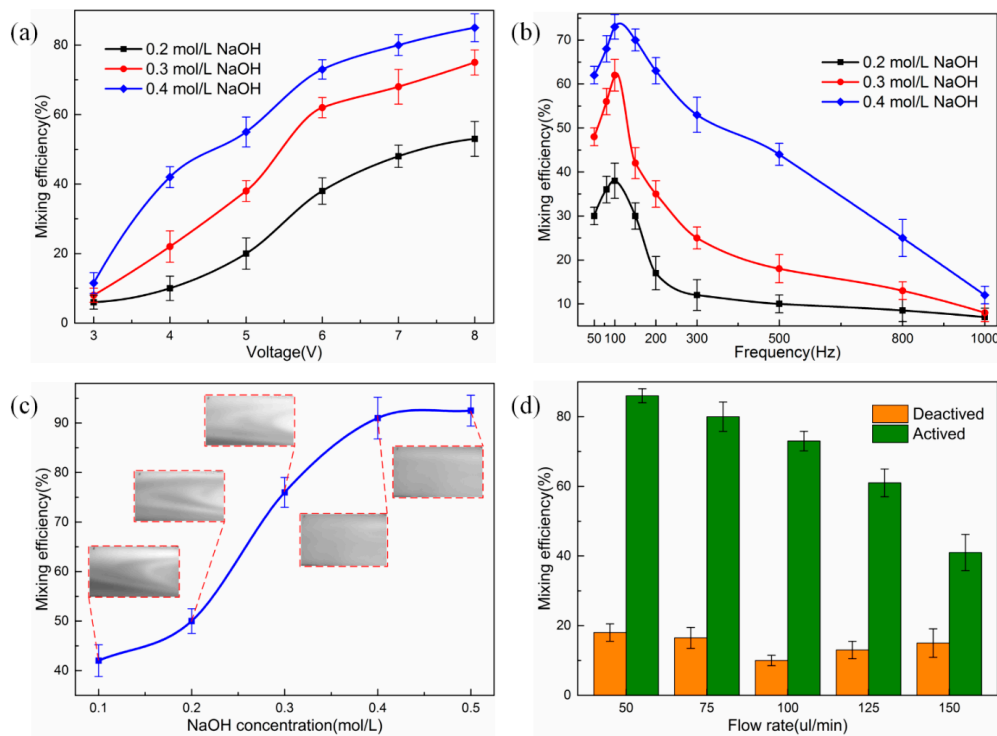 (a)
0.2 mol/L NaOH
0.3 mol/L NaOH
0.4 mol/L NaOH
Mixing efficiency(%)
80
60
40
20
0
3 4 5 6 7 8
Voltage(V)
(b)
0.2 mol/L NaOH
0.3 mol/L NaOH
0.4 mol/L NaOH
Mixing efficiency(%)
70
60
50
40
30
20
10
50 100 200 300 500 800 1000
Frequency(Hz)
(c)
Mixing efficiency(%)
90
80
70
60
50
40
0.1 0.2 0.3 0.4 0.5
NaOH concentration(mol/L)
(d)
Deactived
Actived
Mixing efficiency(%)
80
60
40
20
0
50 75 100 125 150
Flow rate(ul/min)